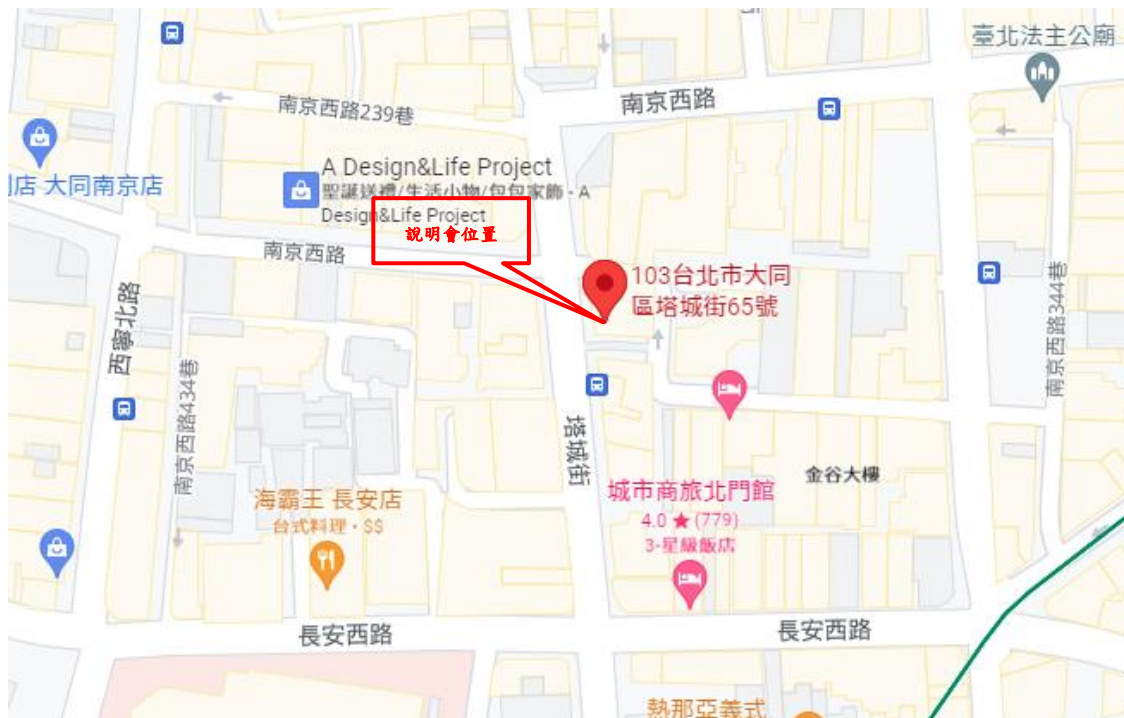 臺北法主公廟
南京西路239巷
南京西路
店 大同南京店
A Design&Life Project
聖誕送禮/生活小物/包包家飾 - A
Design&Life Project
說明會位置
南京西路
103台北市大同
區塔城街65號
西寧北路
南京西路344巷
南京西路434巷
塔城街
金谷大樓
城市商旅北門館
4.0 ★ (779)
3-星級飯店
海霸王 長安店
台式料理・$$
長安西路
長安西路
熱那亞義式